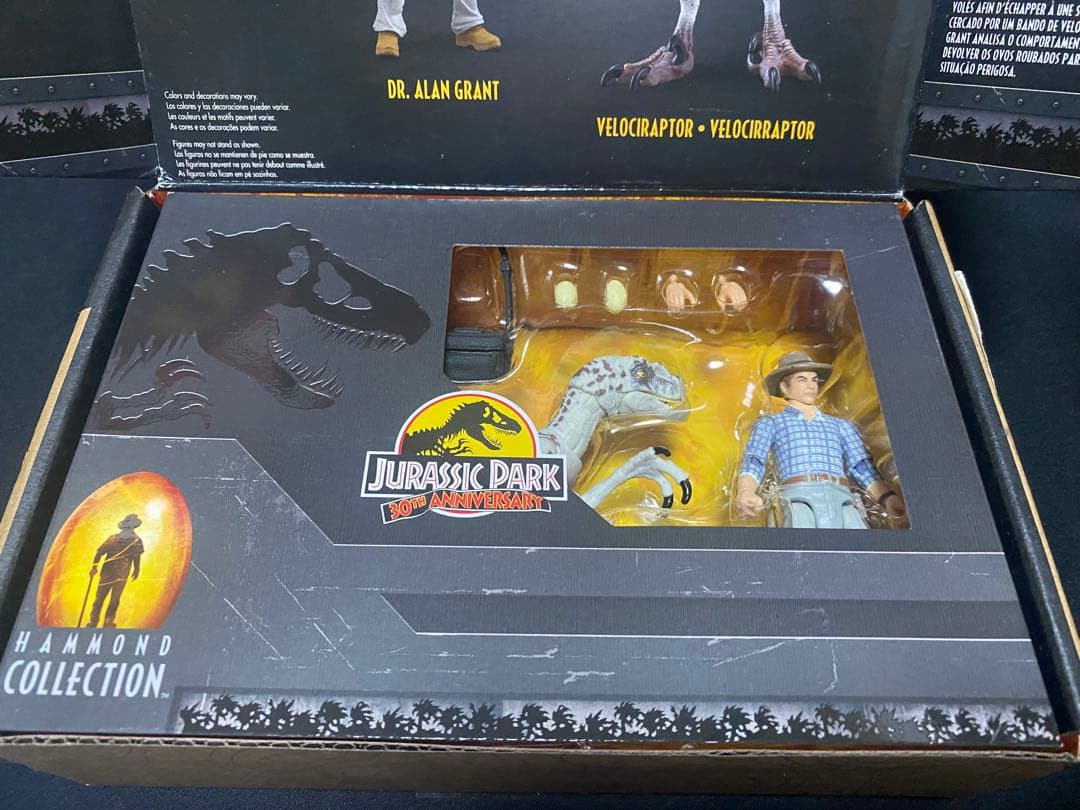 VOLÉS AFIN D'ÉCHAPPER À UNE S
CERCADO POR UM BANDO DE VELO
GRANT ANALISA O COMPORTAMEN
DEVOLVER OS OVOS ROUBADOS PAR
SITUAÇÃO PERIGOSA.
DR. ALAN GRANT
VELOCIRAPTOR • VELOCIRRAPTOR
Colors and decorations may vary.
Los colores y las decoraciones pueden variar.
Les couleurs et les motifs peuvent varier.
As cores e as decorações podem variar.
Figures may not stand as shown.
Las figuras no se mantienen de pie como se muestra.
Les figurines peuvent ne pas tenir debout comme illustré.
As figuras não ficam em pé sozinhas.
JURASSIC PARK
30TH ANNIVERSARY
HAMMOND
COLLECTION™